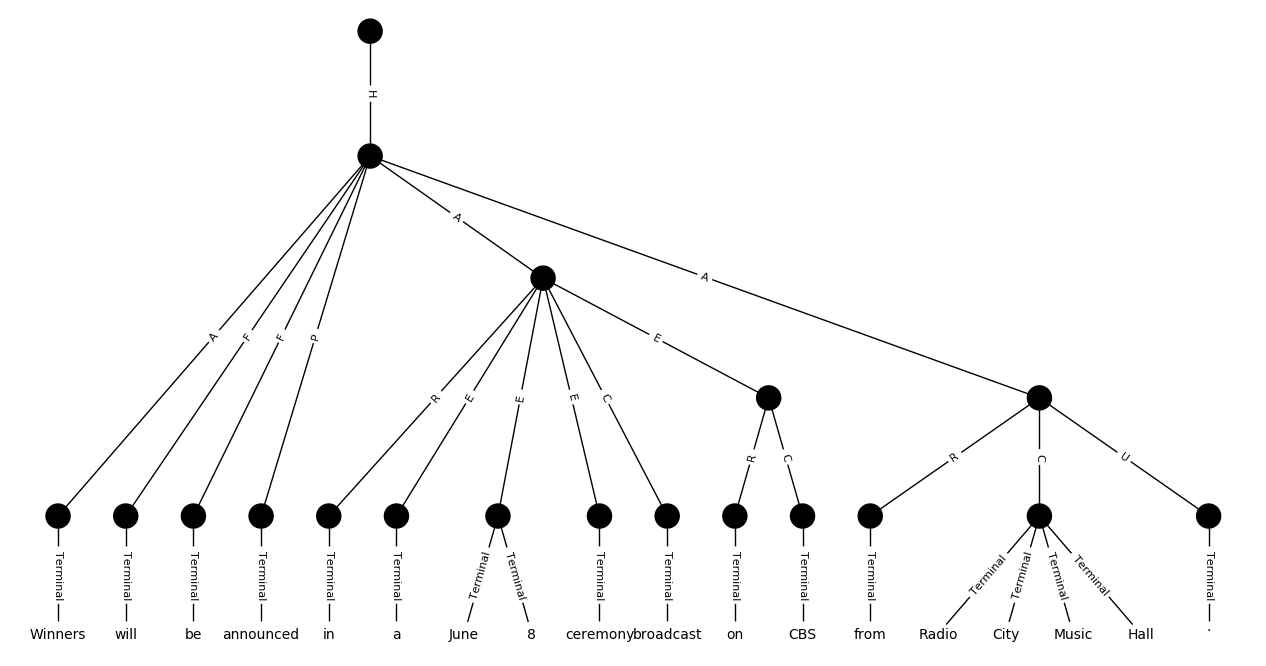 H
A
A
A F F P
E
R E E E C
R C
R C U
Terminal Terminal Terminal Terminal Terminal Terminal Terminal Terminal Terminal Terminal Terminal Terminal Terminal Terminal Terminal Terminal Terminal Terminal
Winners will be announced in a June 8 ceremony broadcast on CBS from Radio City Music Hall .